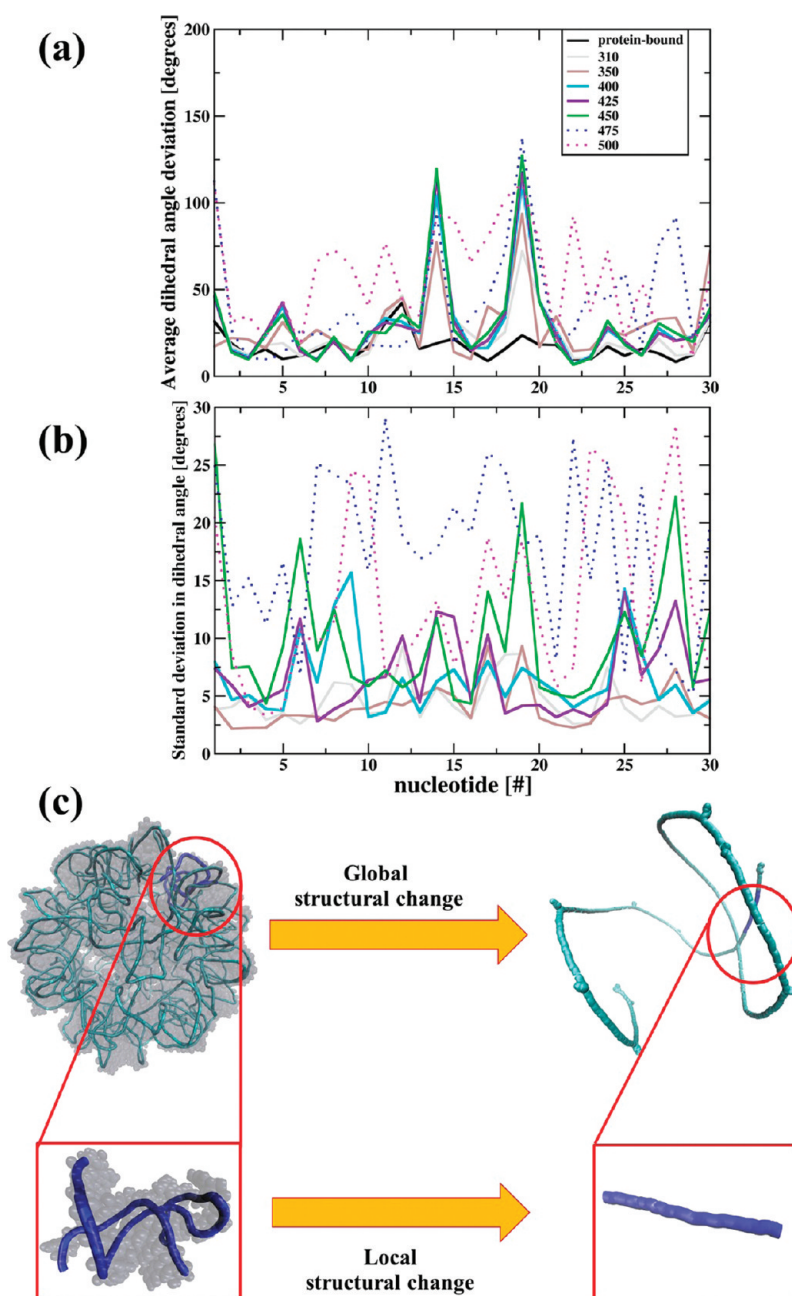 (a)
Average dihedral angle deviation [degrees]
200
150
100
50
0
protein-bound
310
350
400
425
450
475
500
5
10
15
20
25
30
(b)
Standard deviation in dihedral angle [degrees]
30
25
20
15
10
5
0
5
10
15
20
25
30
nucleotide [#]
(c)
Global
structural change
Local
structural change